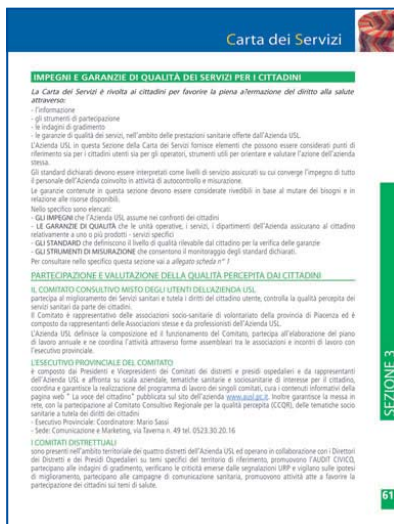 Carta dei Servizi
IMPEGNI E GARANZIE DI QUALITÀ DEI SERVIZI PER I CITTADINI
La Carta dei Servizi è rivolta ai cittadini per favorire la piena a?ermazione del diritto alla salute
attraverso:
- l'informazione
- gli strumenti di partecipazione
- le indagini di gradimento
- le garanzie di qualità dei servizi, nell'ambito delle prestazioni sanitarie offerte dall'Azienda USL.
L'Azienda USL in questa Sezione della Carta dei Servizi fornisce elementi che possono essere considerati punti di
riferimento sia per i cittadini utenti sia per gli operatori, strumenti utili per orientare e valutare l'azione dell'azienda
stessa.
Gli standard dichiarati devono essere interpretati come livelli di servizio assicurati su cui converge l'impegno di tutto
il personale dell'Azienda coinvolto in attività di autocontrollo e misurazione.
Le garanzie contenute in questa sezione devono essere considerate rivedibili in base al mutare dei bisogni e in
relazione alle risorse disponibili.
Nello specifico sono elencati:
- GLI IMPEGNI che l'Azienda USL assume nei confronti dei cittadini
- LE GARANZIE DI QUALITÀ che le unità operative, i servizi, i dipartimenti dell'Azienda assicurano al cittadino
relativamente a uno o più prodotti - servizi specifici
- GLI STANDARD che definiscono il livello di qualità rilevabile dal cittadino per la verifica delle garanzie
- GLI STRUMENTI DI MISURAZIONE che consentono il monitoraggio degli standard dichiarati.
Per consultare nello specifico questa sezione vai a allegato scheda n° 1
PARTECIPAZIONE E VALUTAZIONE DELLA QUALITÀ PERCEPITA DAI CITTADINI
IL COMITATO CONSULTIVO MISTO DEGLI UTENTI DELL'AZIENDA USL
partecipa al miglioramento dei Servizi sanitari e tutela i diritti del cittadino utente, controlla la qualità percepita dei
servizi sanitari da parte dei cittadini.
Il Comitato è rappresentativo delle associazioni socio-sanitarie di volontariato della provincia di Piacenza ed è
composto da rappresentanti delle Associazioni stesse e da professionisti dell'Azienda USL.
L'Azienda USL definisce la composizione ed il funzionamento del Comitato, partecipa all'elaborazione del piano
di lavoro annuale e ne coordina l'attività attraverso forme assembleari tra le associazioni e incontri di lavoro con
l'esecutivo provinciale.
L'ESECUTIVO PROVINCIALE DEL COMITATO
è composto dai Presidenti e Vicepresidenti dei Comitati dei distretti e presidi ospedalieri e da rappresentanti
dell'Azienda USL e affronta su scala aziendale, tematiche sanitarie e sociosanitarie di interesse per il cittadino,
coordina e garantisce la realizzazione del programma di lavoro dei singoli comitati, cura i contenuti informativi della
pagina web " La voce del cittadino" pubblicata sul sito dell'azienda www.ausl.pc.it. Inoltre garantisce la messa in
rete, con la partecipazione al Comitato Consultivo Regionale per la qualità percepita (CCQR), delle tematiche socio
sanitarie a tutela dei diritti dei cittadini
- Esecutivo Provinciale: Coordinatore: Mario Sassi
- Sede: Comunicazione e Marketing, via Taverna n. 49 tel. 0523.30.20.16
I COMITATI DISTRETTUALI
sono presenti nell'ambito territoriale dei quattro distretti dell'Azienda USL ed operano in collaborazione con i Direttori
dei Distretti e dei Presidi Ospedalieri su temi specifici del territorio di riferimento, promuovono l'AUDIT CIVICO,
partecipano alle indagini di gradimento, verificano le criticità emerse dalle segnalazioni URP e vigilano sulle ipotesi
di miglioramento, partecipano alle campagne di comunicazione sanitaria, promuovono attività atte a favorire la
partecipazione dei cittadini sui temi di salute.
SEZIONE 3
61